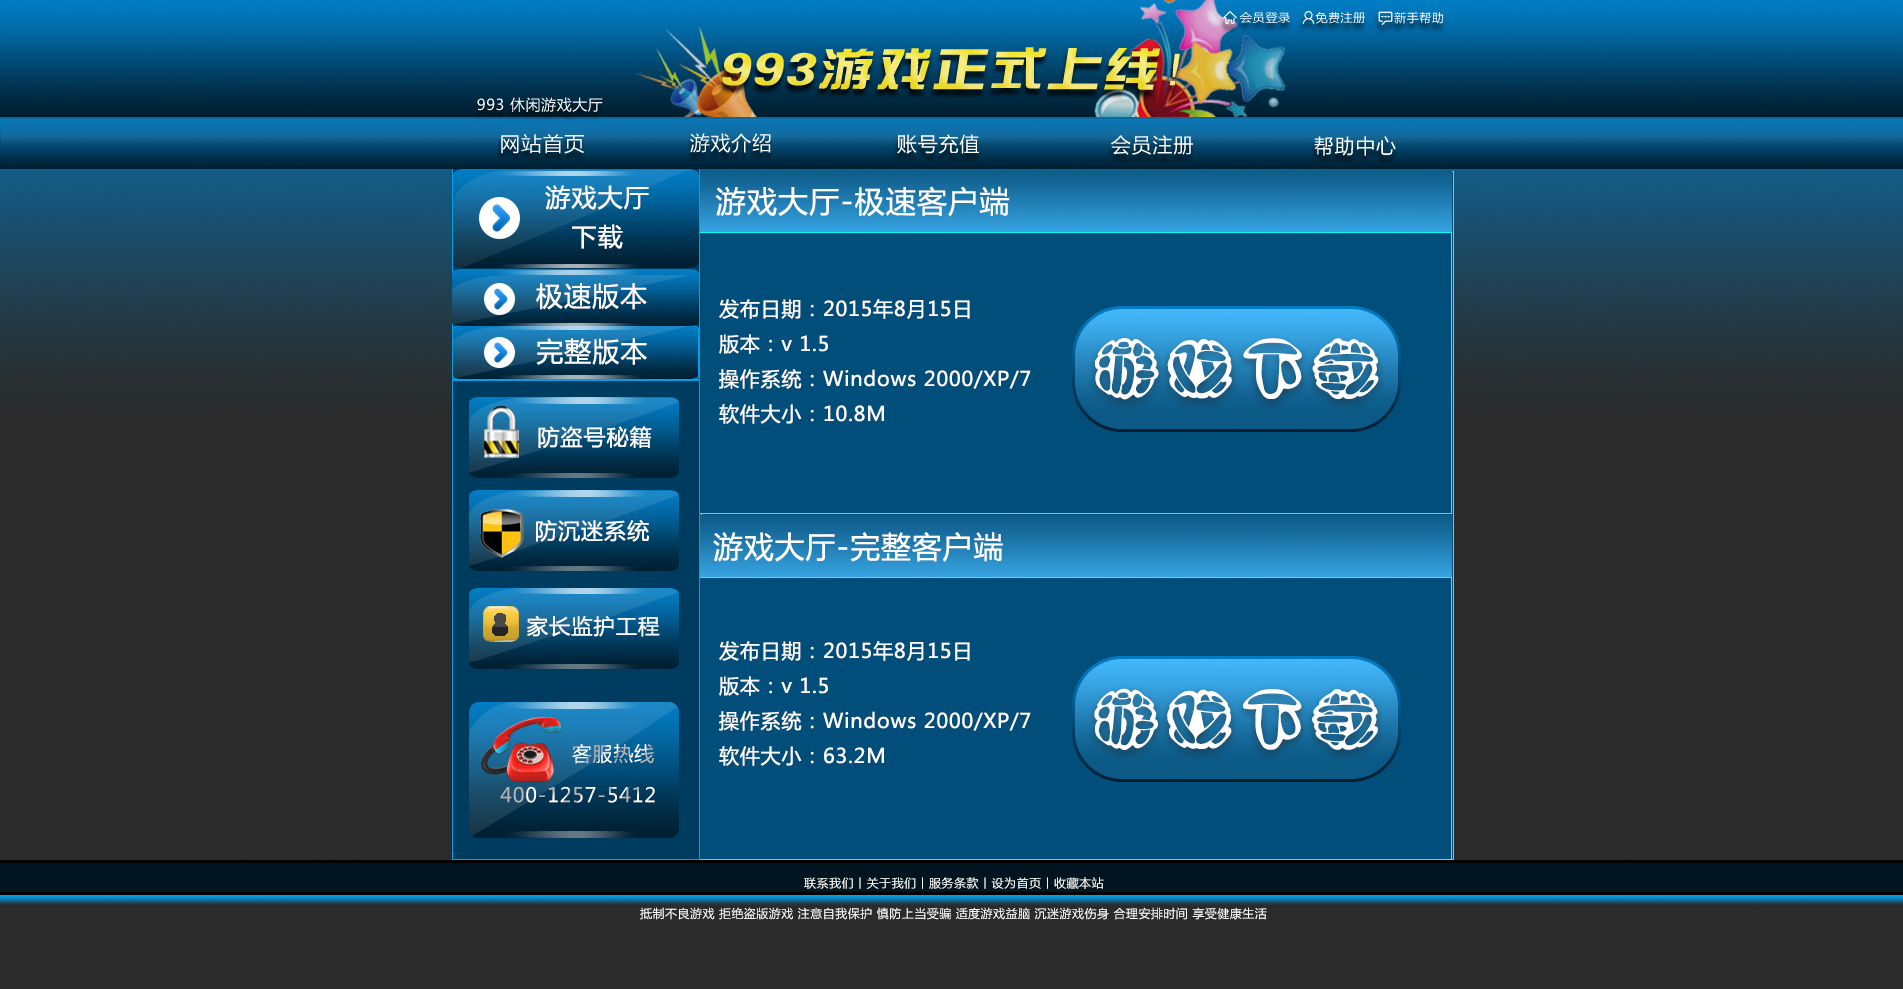 会员登录 免费注册 新手帮助
993游戏正式上线!
993 休闲游戏大厅
网站首页 游戏介绍 账号充值 会员注册 帮助中心
游戏大厅
下载
极速版本
完整版本
防盗号秘籍
防沉迷系统
家长监护工程
客服热线
400-1257-5412
游戏大厅-极速客户端
发布日期：2015年8月15日
版本：v 1.5
操作系统：Windows 2000/XP/7
软件大小：10.8M
游戏下载
游戏大厅-完整客户端
发布日期：2015年8月15日
版本：v 1.5
操作系统：Windows 2000/XP/7
软件大小：63.2M
游戏下载
联系我们 | 关于我们 | 服务条款 | 设为首页 | 收藏本站
抵制不良游戏 拒绝盗版游戏 注意自我保护 慎防上当受骗 适度游戏益脑 沉迷游戏伤身 合理安排时间 享受健康生活